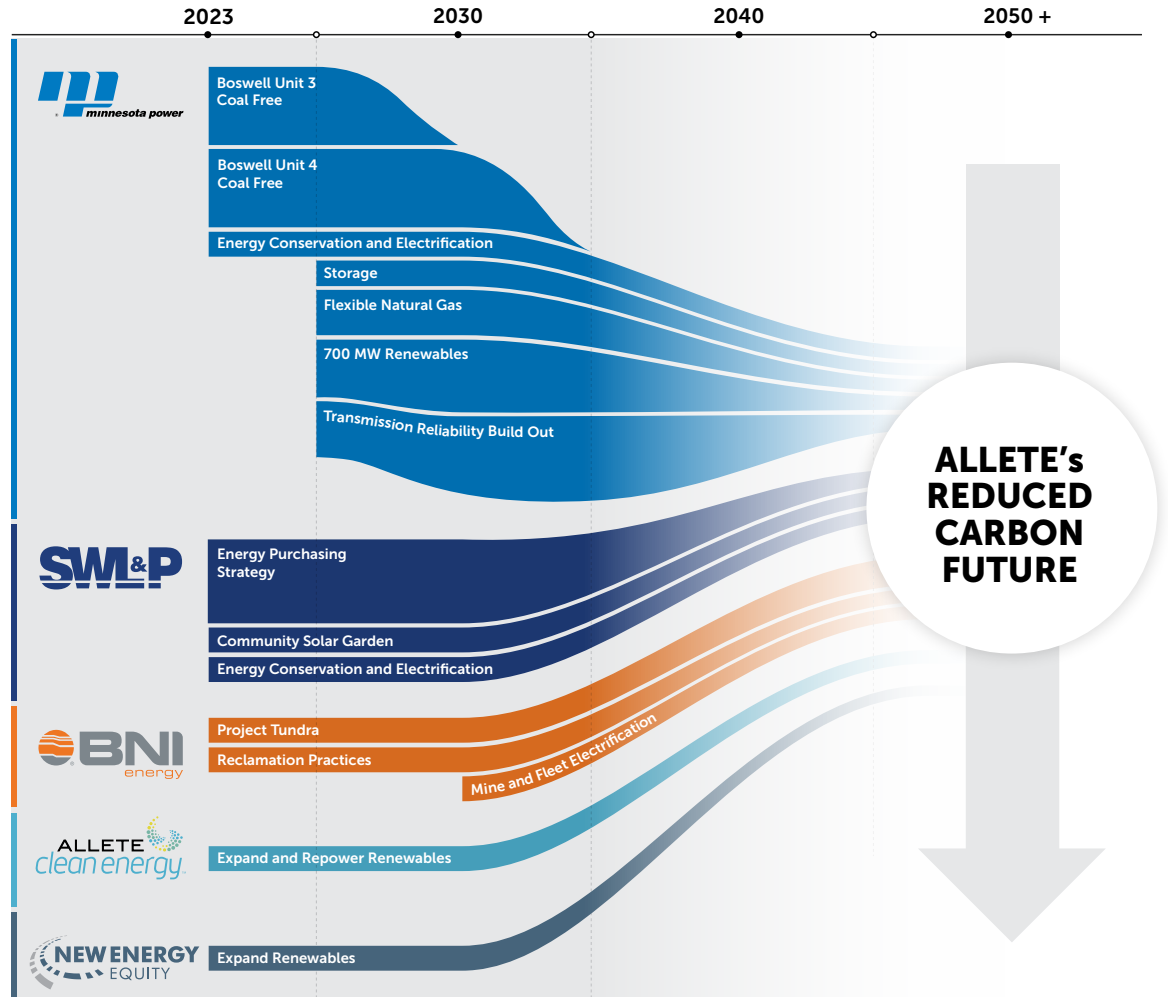 2023 2030 2040 2050 +
minnesota power
Boswell Unit 3
Coal Free
Boswell Unit 4
Coal Free
Energy Conservation and Electrification
Storage
Flexible Natural Gas
700 MW Renewables
Transmission Reliability Build Out
ALLETE's
REDUCED
CARBON
FUTURE
SWL&P
Energy Purchasing
Strategy
Community Solar Garden
Energy Conservation and Electrification
BNI
energy
Project Tundra
Reclamation Practices
Mine and Fleet Electrification
ALLETE
clean energy
Expand and Repower Renewables
NEW ENERGY
EQUITY
Expand Renewables